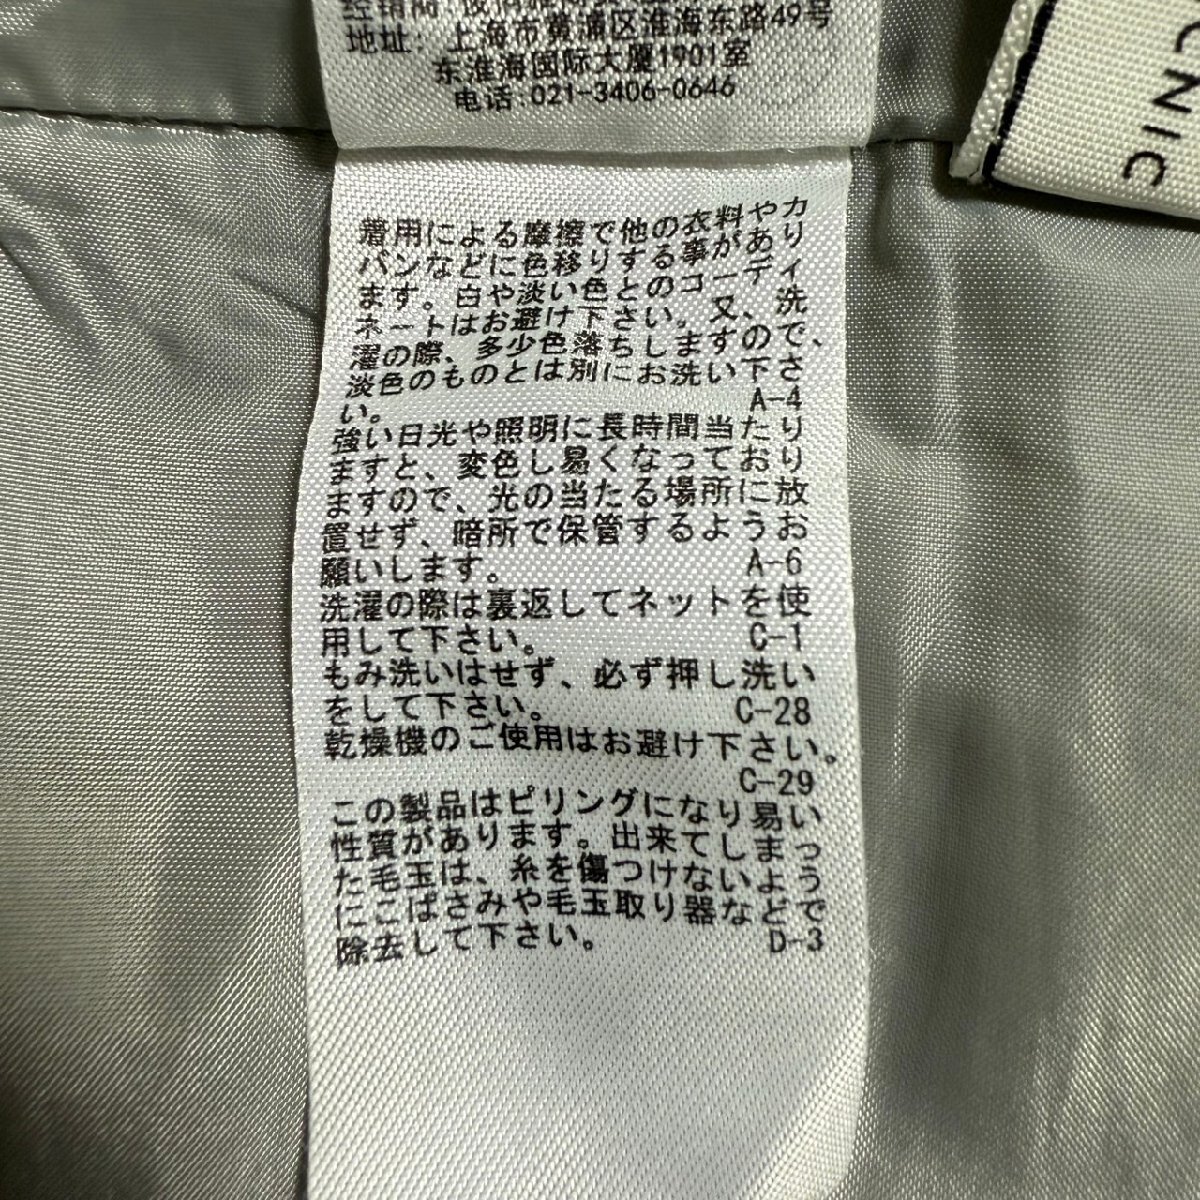 地址：上海市黄浦区淮海东路49号
东淮海国际大厦1901室
电话:021-3406-0646
CNIC
着用による摩擦で他の衣料やカ
バンなどに色移りする事があり
ます。白や淡い色とのコーディ
ネートはお避け下さい。又、洗
濯の際、多少色落ちしますので、
淡色のものとは別にお洗い下さ
い。 A-4
強い日光や照明に長時間当たり
ますと、変色し易くなっており
ますので、光の当たる場所に放
置せず、暗所で保管するようお
願いします。 A-6
洗濯の際は裏返してネットを使
用して下さい。 C-1
もみ洗いはせず、必ず押し洗い
をして下さい。 C-28
乾燥機のご使用はお避け下さい。
C-29
この製品はピリングになり易い
性質があります。出来てしまっ
た毛玉は、糸を傷つけないよう
にこばさみや毛玉取り器などで
除去して下さい。 D-3